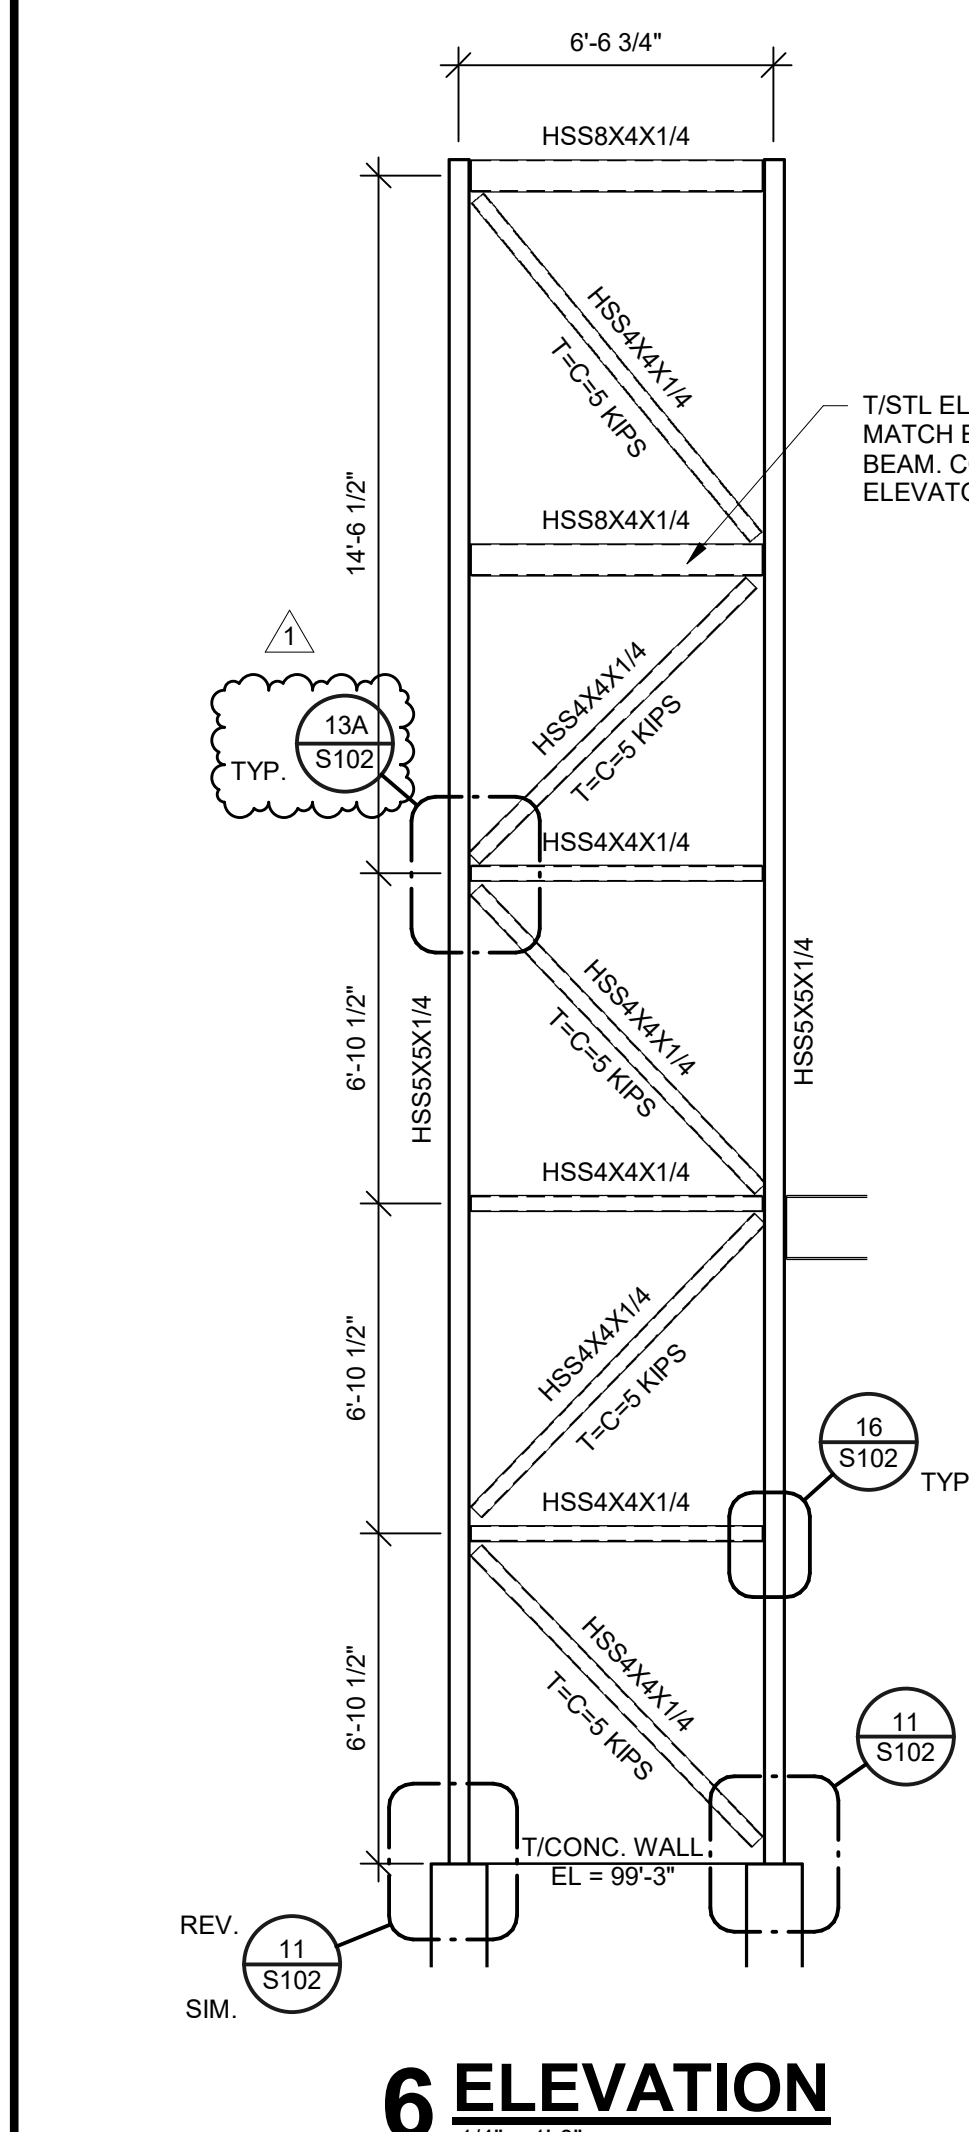 6'-6 3/4"
HSS8X4X1/4
HSS4X4X1/4
T=C=5 KIPS
T/STL EL
MATCH
BEAM.
14'-6 1/2"
HSS8X4X1/4
1
13A
S102
TYP.
HSS4X4X1/4
T=C=5 KIPS
HSS4X4X1/4
6'-10 1/2"
HSS5X5X1/4
HSS4X4X1/4
T=C=5 KIPS
HSS5X5X1/4
HSS4X4X1/4
6'-10 1/2"
HSS4X4X1/4
T=C=5 KIPS
16
S102
TYP
HSS4X4X1/4
6'-10 1/2"
HSS4X4X1/4
T=C=5 KIPS
11
S102
T/CONC. WALL
EL = 99'-3"
REV.
11
S102
SIM.
6 ELEVATION